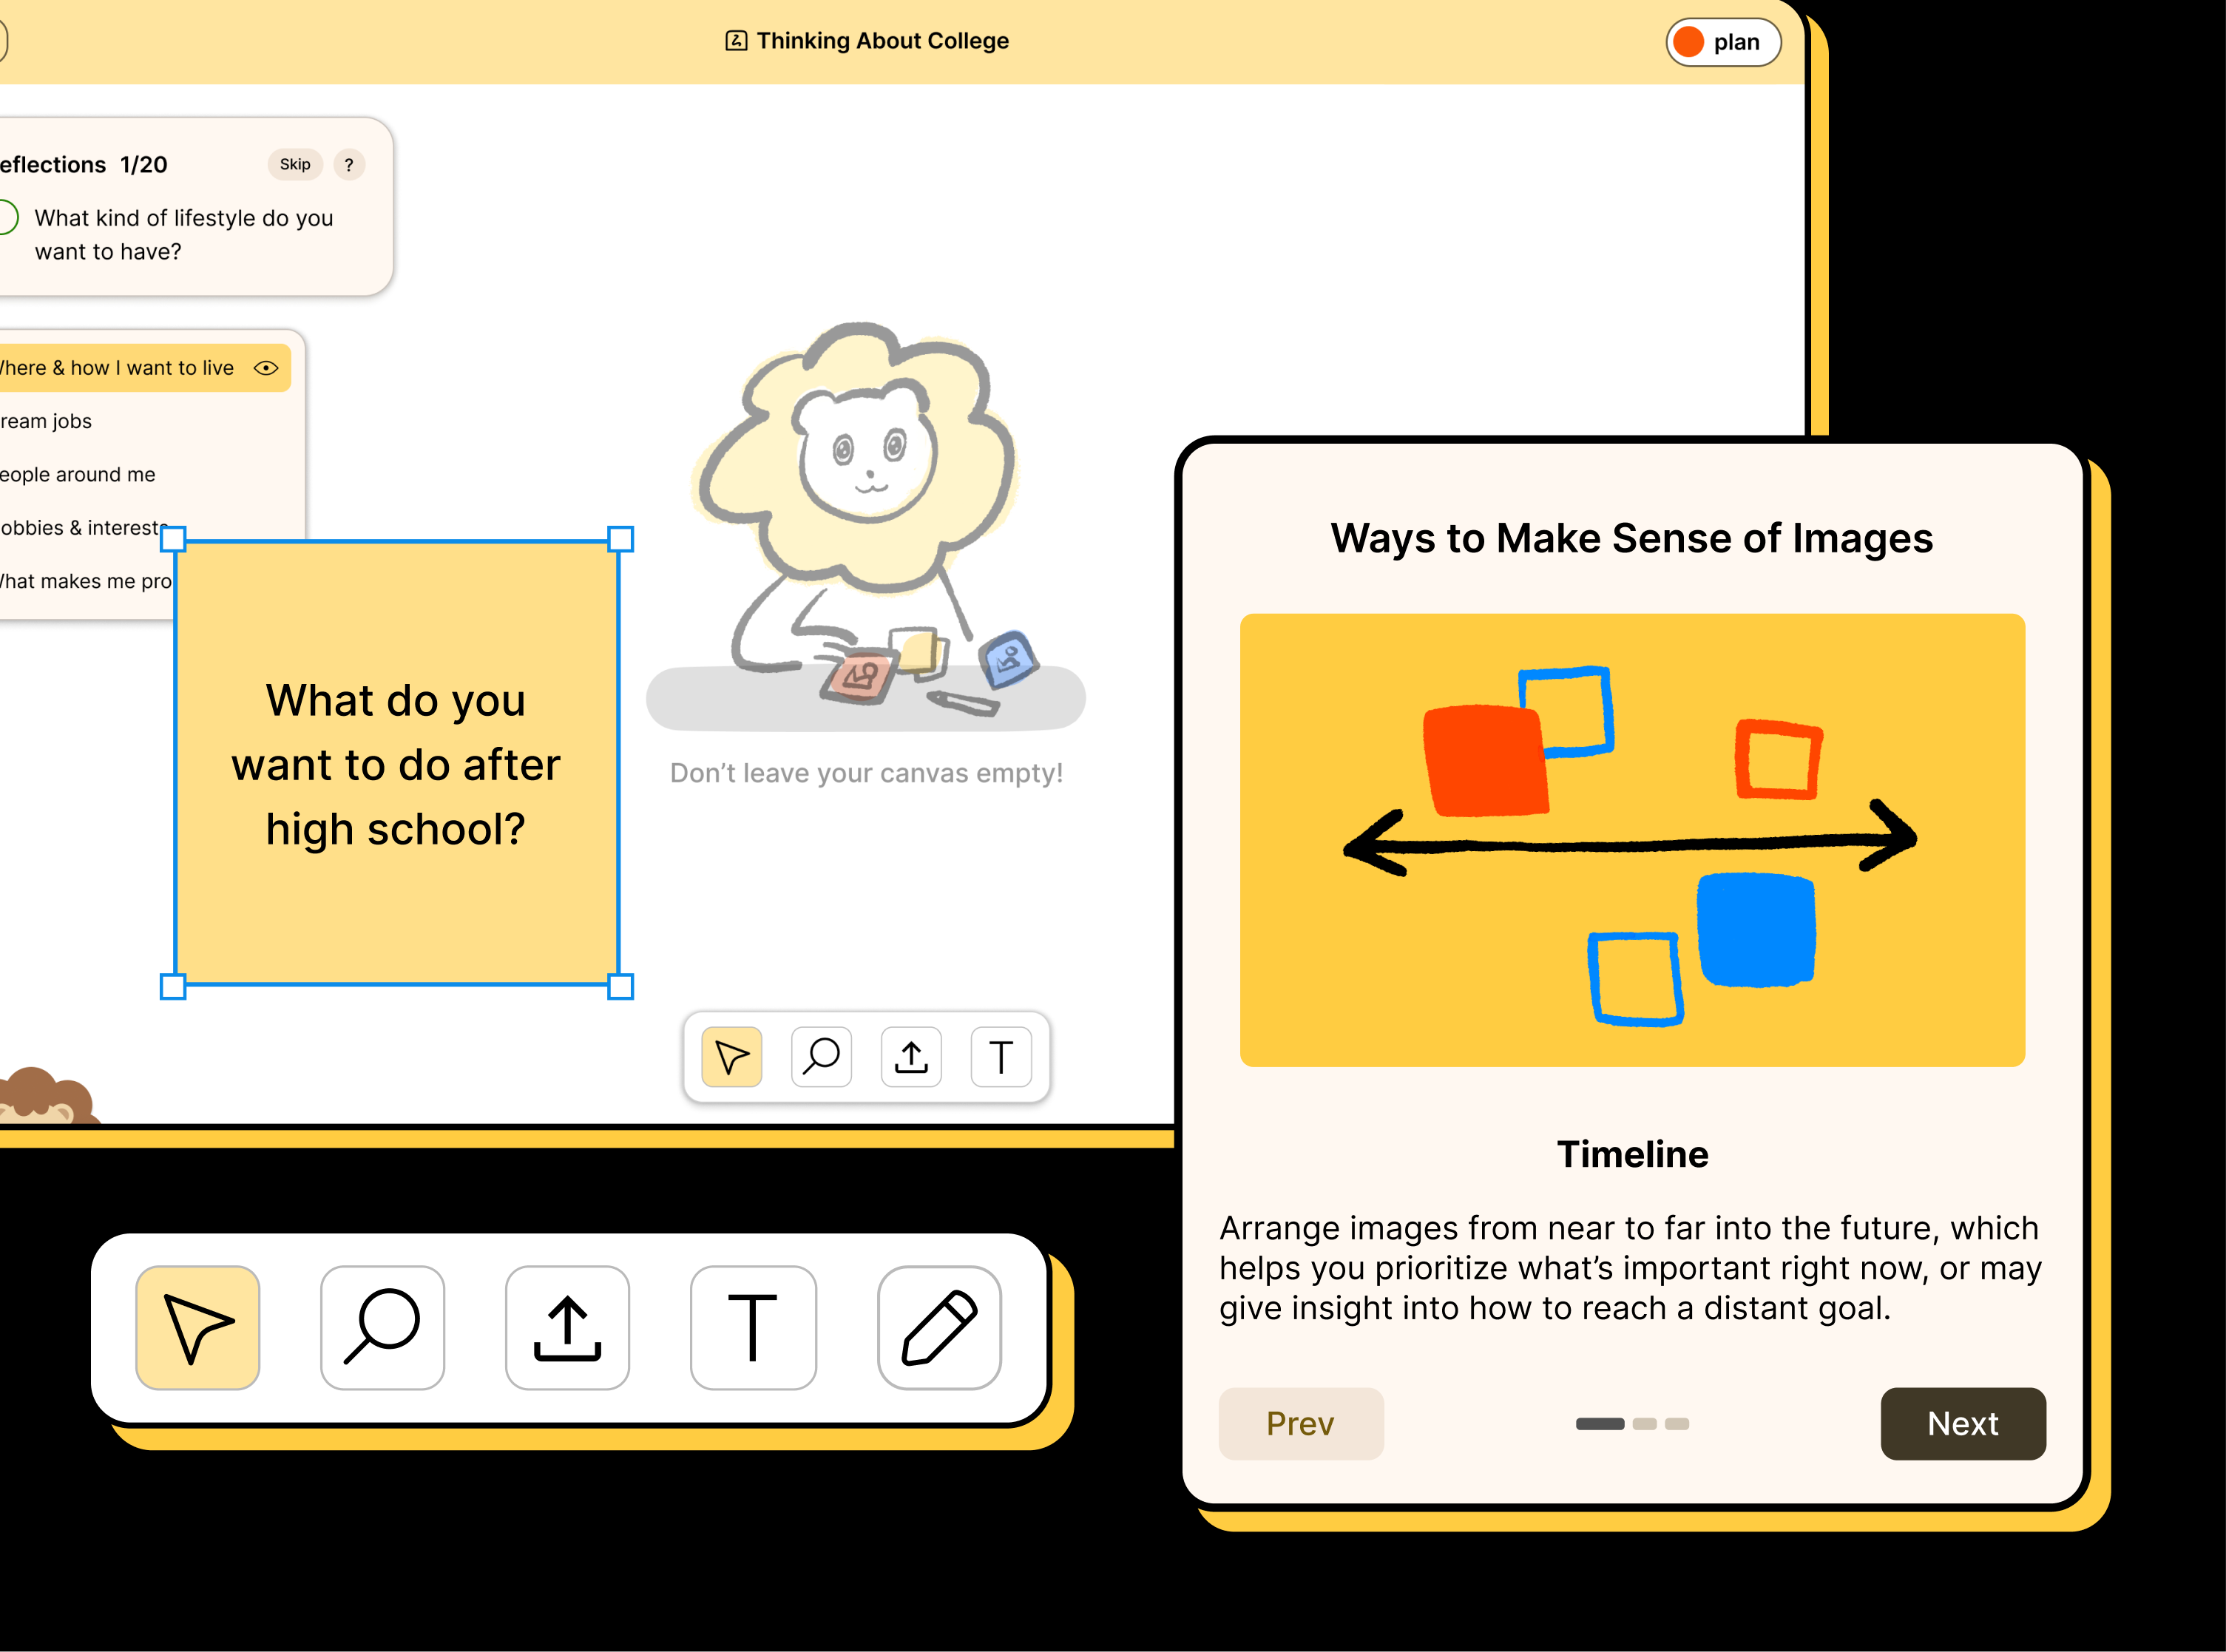 Thinking About College
plan
eflections 1/20
Skip
?
What kind of lifestyle do you
want to have?
here & how I want to live
ream jobs
eople around me
obbies & interests
hat makes me pro
What do you
want to do after
high school?
Don’t leave your canvas empty!
T
T
Ways to Make Sense of Images
Timeline
Arrange images from near to far into the future, which
helps you prioritize what’s important right now, or may
give insight into how to reach a distant goal.
Prev
Next